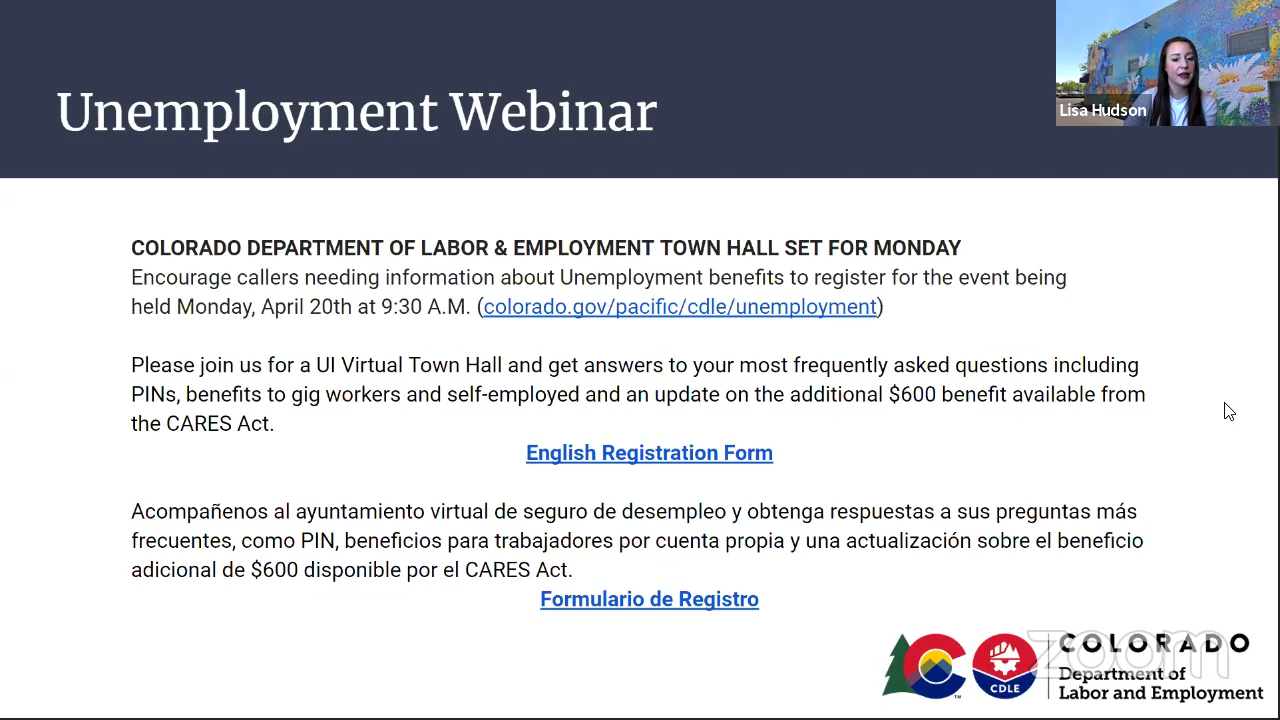 Unemployment Webinar
Lisa Hudson
COLORADO DEPARTMENT OF LABOR & EMPLOYMENT TOWN HALL SET FOR MONDAY
Encourage callers needing information about Unemployment benefits to register for the event being
held Monday, April 20th at 9:30 A.M. (colorado.gov/pacific/cdle/unemployment)
Please join us for a UI Virtual Town Hall and get answers to your most frequently asked questions including
PINs, benefits to gig workers and self-employed and an update on the additional $600 benefit available from
the CARES Act.
English Registration Form
Acompañenos al ayuntamiento virtual de seguro de desempleo y obtenga respuestas a sus preguntas más
frecuentes, como PIN, beneficios para trabajadores por cuenta propia y una actualización sobre el beneficio
adicional de $600 disponible por el CARES Act.
Formulario de Registro
COLORADO
zoom
Department of
Labor and Employment
CDLE
TM